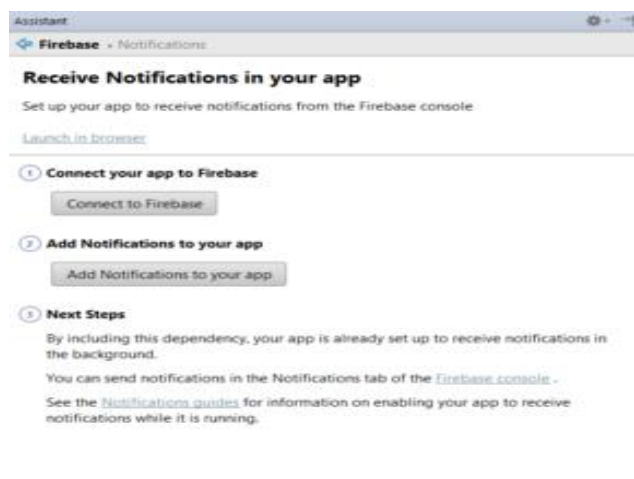 Assistant
Firebase › Notifications
Receive Notifications in your app
Set up your app to receive notifications from the Firebase console
Launch in browser
1 Connect your app to Firebase
Connect to Firebase
2 Add Notifications to your app
Add Notifications to your app
3 Next Steps
By including this dependency, your app is already set up to receive notifications in
the background.
You can send notifications in the Notifications tab of the Firebase console .
See the Notifications guides for information on enabling your app to receive
notifications while it is running.